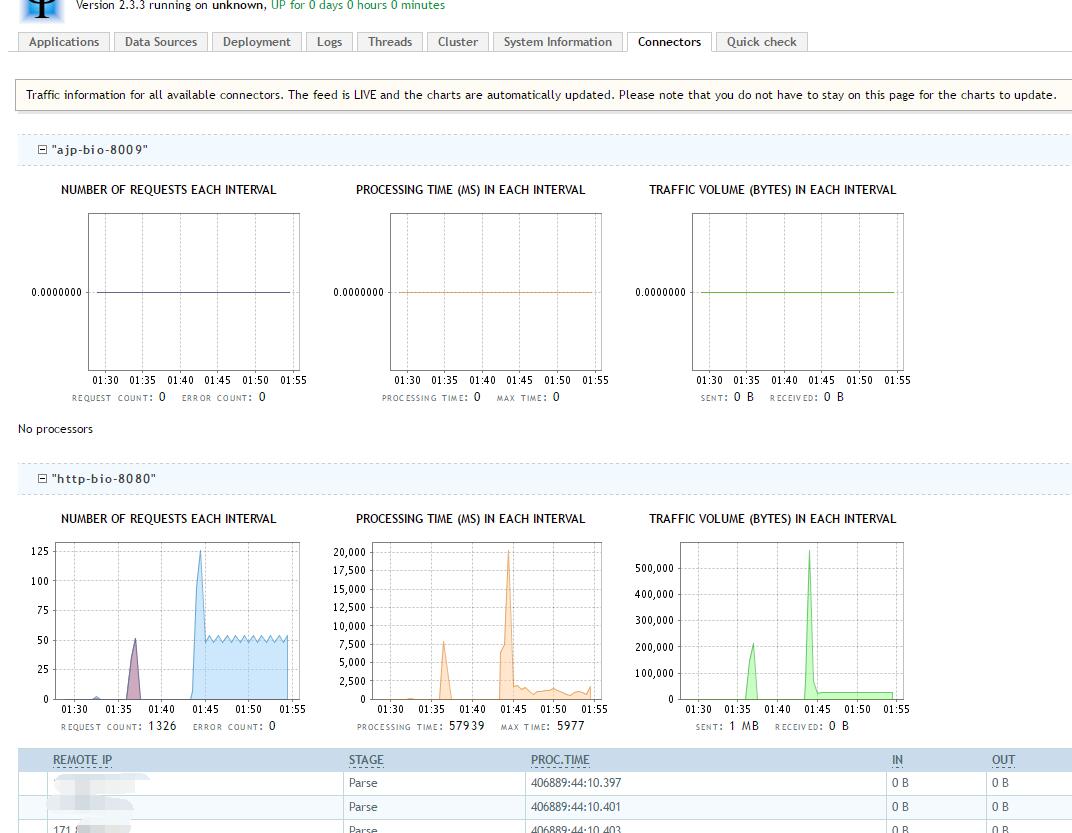 Version 2.3.3 running on unknown, UP for 0 days 0 hours 0 minutes
Applications Data Sources Deployment Logs Threads Cluster System Information Connectors Quick check
Traffic information for all available connectors. The feed is LIVE and the charts are automatically updated. Please note that you do not have to stay on this page for the charts to update.
"ajp-bio-8009"
NUMBER OF REQUESTS EACH INTERVAL
0.0000000
01:30 01:35 01:40 01:45 01:50 01:55
REQUEST COUNT: 0 ERROR COUNT: 0
PROCESSING TIME (MS) IN EACH INTERVAL
0.0000000
01:30 01:35 01:40 01:45 01:50 01:55
PROCESSING TIME: 0 MAX TIME: 0
TRAFFIC VOLUME (BYTES) IN EACH INTERVAL
0.0000000
01:30 01:35 01:40 01:45 01:50 01:55
SENT: 0 B RECEIVED: 0 B
No processors
"http-bio-8080"
NUMBER OF REQUESTS EACH INTERVAL
125
100
75
50
25
0
01:30 01:35 01:40 01:45 01:50 01:55
REQUEST COUNT: 1326 ERROR COUNT: 0
PROCESSING TIME (MS) IN EACH INTERVAL
20,000
17,500
15,000
12,500
10,000
7,500
5,000
2,500
0
01:30 01:35 01:40 01:45 01:50 01:55
PROCESSING TIME: 57939 MAX TIME: 5977
TRAFFIC VOLUME (BYTES) IN EACH INTERVAL
500,000
400,000
300,000
200,000
100,000
0
01:30 01:35 01:40 01:45 01:50 01:55
SENT: 1 MB RECEIVED: 0 B
REMOTE IP STAGE PROC.TIME IN OUT
Parse 406889:44:10.397 0 B 0 B
Parse 406889:44:10.401 0 B 0 B
171. Parse 406889:44:10.403 0 B 0 B